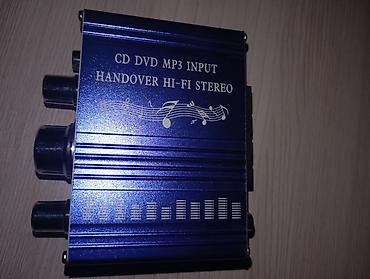 CD DVD MP3 INPUT
HANDOVER HI-FI STEREO